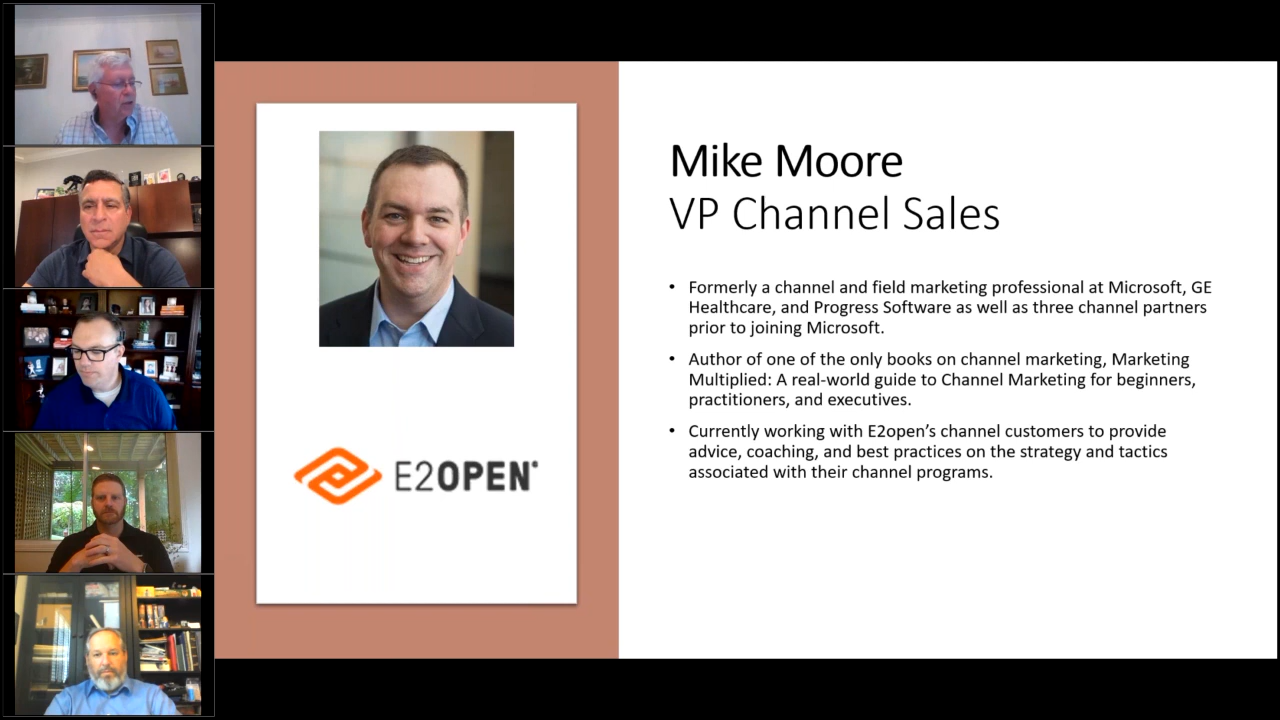 Mike Moore
VP Channel Sales
• Formerly a channel and field marketing professional at Microsoft, GE
Healthcare, and Progress Software as well as three channel partners
prior to joining Microsoft.
• Author of one of the only books on channel marketing, Marketing
Multiplied: A real-world guide to Channel Marketing for beginners,
practitioners, and executives.
• Currently working with E2open’s channel customers to provide
advice, coaching, and best practices on the strategy and tactics
associated with their channel programs.
E2OPEN